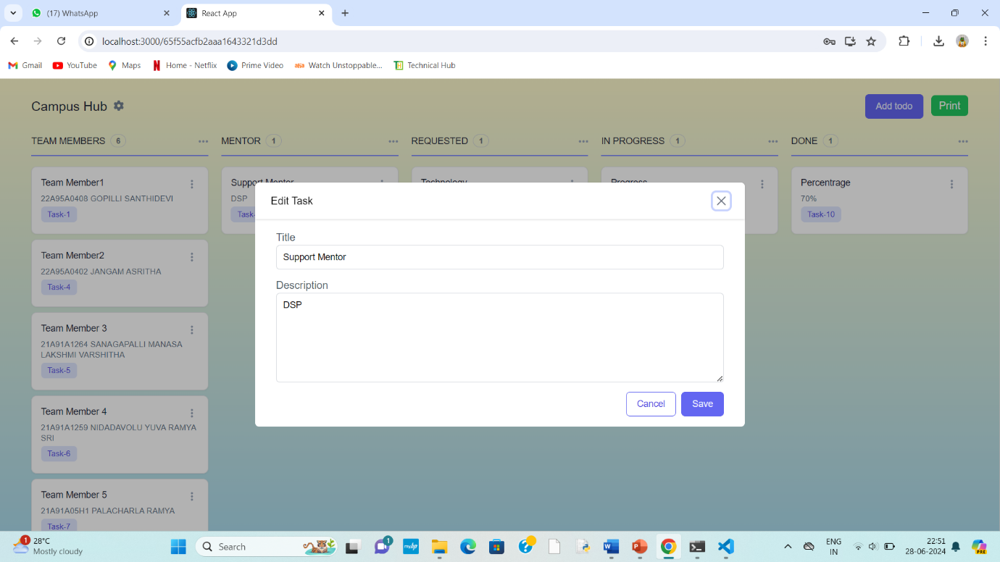 (17) WhatsApp
React App
localhost:3000/65f55acfb2aaa1643321d3dd
Gmail YouTube Maps Home - Netflix Prime Video Watch Unstoppable... Technical Hub
Campus Hub
Add todo Print
TEAM MEMBERS 6 MENTOR 1 REQUESTED 1 IN PROGRESS 1 DONE 1
Team Member1
22A95A0408 GOPILLI SANTHIDEVI
Task-1
Team Member2
22A95A0402 JANGAM ASRITHA
Task-4
Team Member 3
21A91A1264 SANAGAPALLI MANASA
LAKSHMI VARSHITHA
Task-5
Team Member 4
21A91A1259 NIDADAVOLU YUVA RAMYA
SRI
Task-6
Team Member 5
21A91A05H1 PALACHARLA RAMYA
Task-7
Support Mentor
DSP
Task-
Technology
Progress
Percentrage
70%
Task-10
Edit Task
Title
Support Mentor
Description
DSP
Cancel Save
1
28°C
Mostly cloudy
Search
1
myhp
ENG
IN
22:51
28-06-2024
PRE